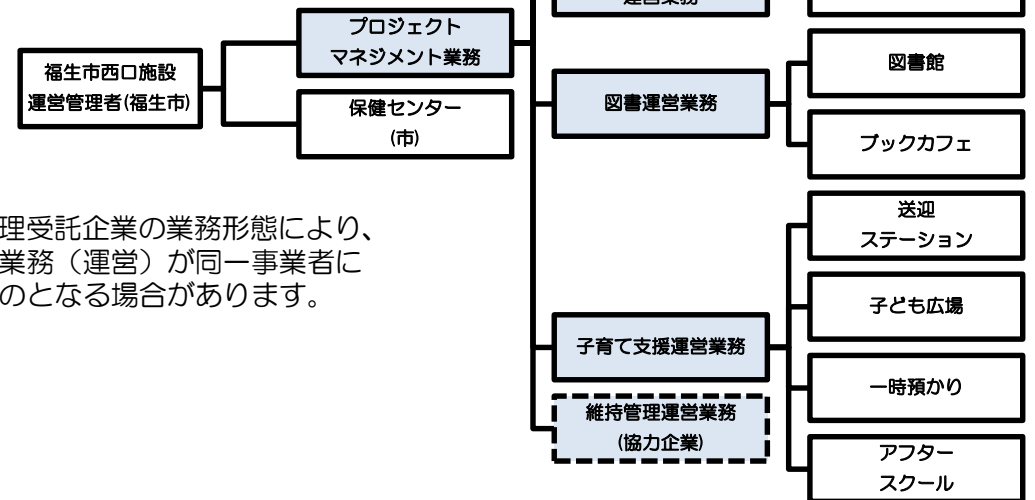 運営業務
プロジェクト
マネジメント業務
福生市西口施設
運営管理者(福生市)
保健センター
(市)
図書運営業務
図書館
ブックカフェ
理受託企業の業務形態により、
業務（運営）が同一事業者に
のとなる場合があります。
送迎
ステーション
子ども広場
子育て支援運営業務
一時預かり
維持管理運営業務
(協力企業)
アフター
スクール